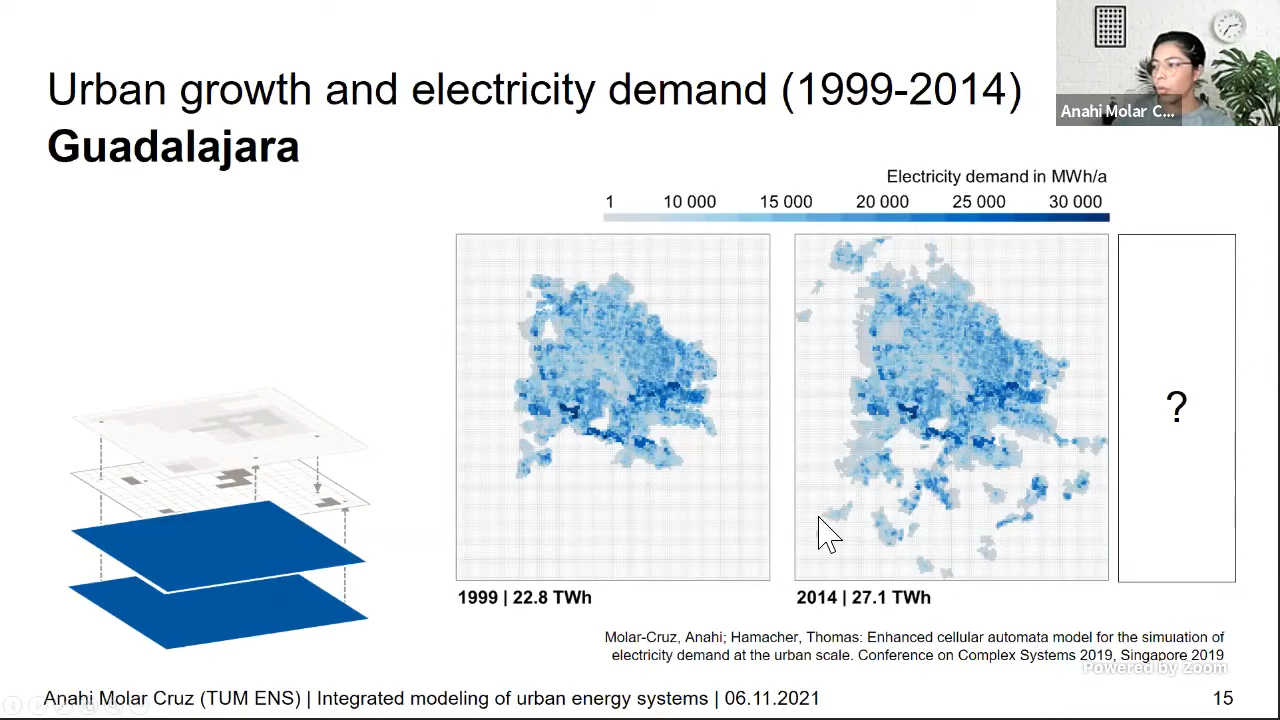 Urban growth and electricity demand (1999-2014)
Guadalajara
Anahi Molar C...
Electricity demand in MWh/a
1 10 000 15 000 20 000 25 000 30 000
?
1999 | 22.8 TWh
2014 | 27.1 TWh
Molar-Cruz, Anahi; Hamacher, Thomas: Enhanced cellular automata model for the simulation of
electricity demand at the urban scale. Conference on Complex Systems 2019, Singapore 2019
Powered by Zoom
Anahi Molar Cruz (TUM ENS) | Integrated modeling of urban energy systems | 06.11.2021
15